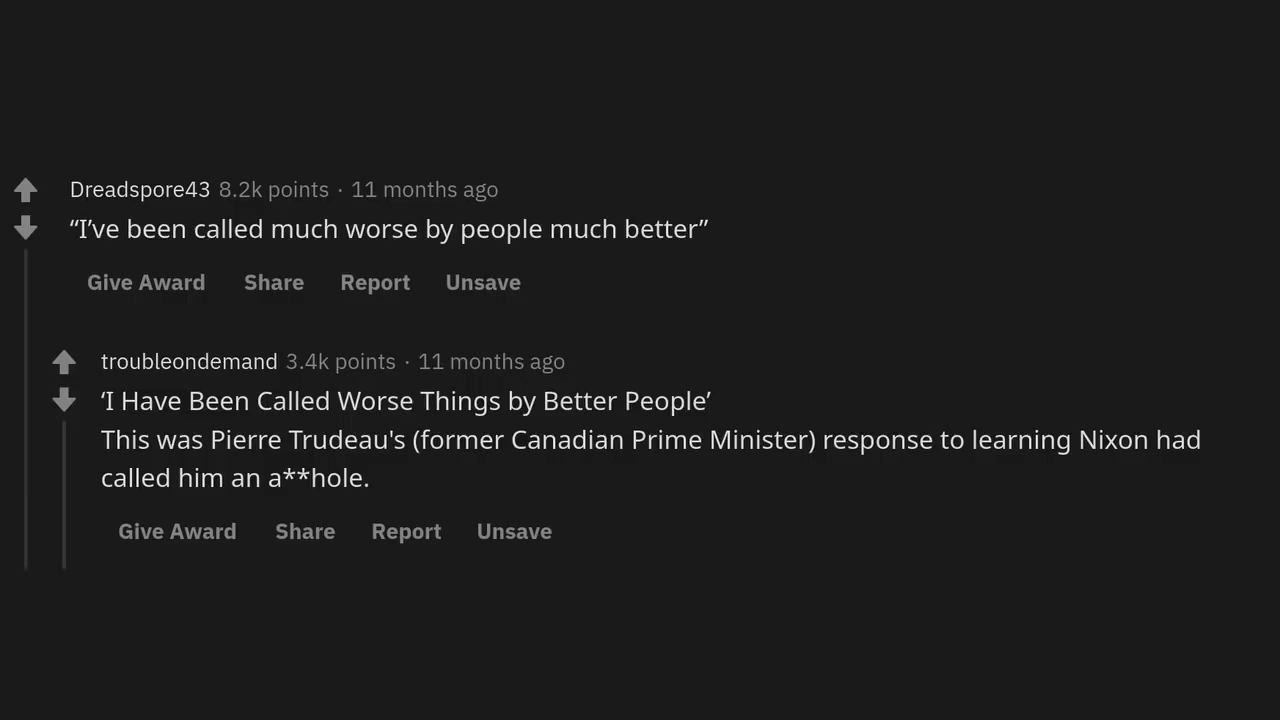 Dreadspore43 8.2k points · 11 months ago
“I’ve been called much worse by people much better”
Give Award Share Report Unsave
troubleondemand 3.4k points · 11 months ago
‘I Have Been Called Worse Things by Better People’
This was Pierre Trudeau's (former Canadian Prime Minister) response to learning Nixon had
called him an a**hole.
Give Award Share Report Unsave